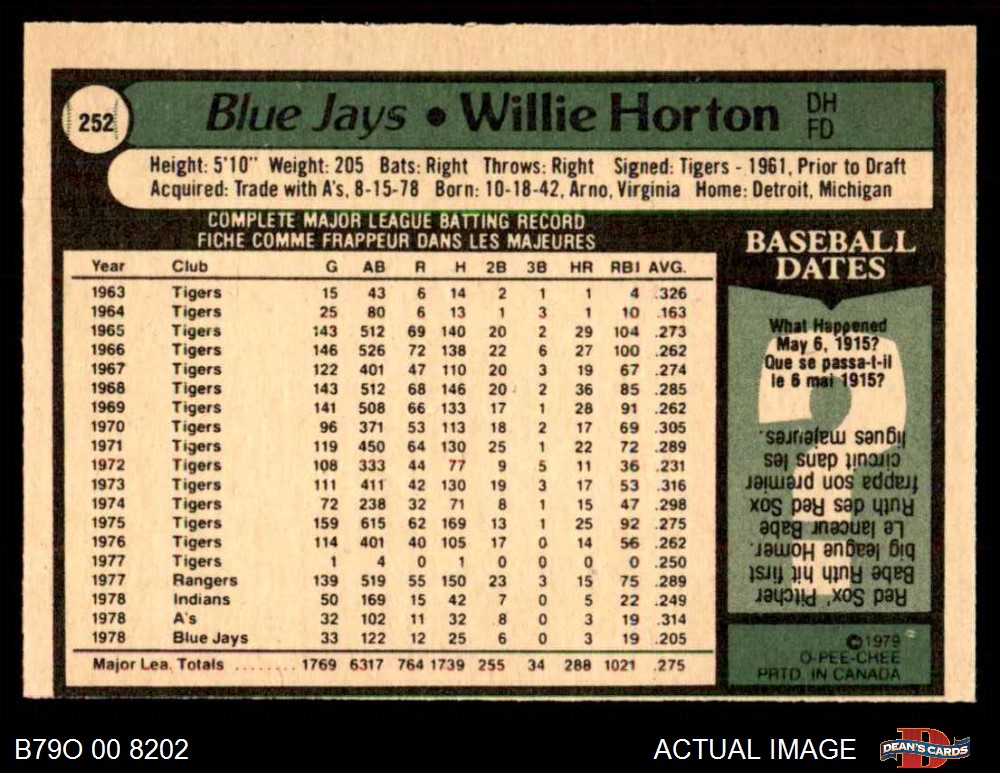 252
Blue Jays • Willie Horton DH FD
Height: 5'10" Weight: 205 Bats: Right Throws: Right Signed: Tigers - 1961, Prior to Draft
Acquired: Trade with A's, 8-15-78 Born: 10-18-42, Arno, Virginia Home: Detroit, Michigan
COMPLETE MAJOR LEAGUE BATTING RECORD
FICHE COMME FRAPPEUR DANS LES MAJEURES
Year Club G AB R H 2B 3B HR RBI AVG.
1963 Tigers 15 43 6 14 2 1 1 4 .326
1964 Tigers 25 80 6 13 1 3 1 10 .163
1965 Tigers 143 512 69 140 20 2 29 104 .273
1966 Tigers 146 526 72 138 22 6 27 100 .262
1967 Tigers 122 401 47 110 20 3 19 67 .274
1968 Tigers 143 512 68 146 20 2 36 85 .285
1969 Tigers 141 508 66 133 17 1 28 91 .262
1970 Tigers 96 371 53 113 18 2 17 69 .305
1971 Tigers 119 450 64 130 25 1 22 72 .289
1972 Tigers 108 333 44 77 9 5 11 36 .231
1973 Tigers 111 411 42 130 19 3 17 53 .316
1974 Tigers 72 238 32 71 8 1 15 47 .298
1975 Tigers 159 615 62 169 13 1 25 92 .275
1976 Tigers 114 401 40 105 17 0 14 56 .262
1977 Tigers 1 4 0 1 0 0 0 0 .250
1977 Rangers 139 519 55 150 23 3 15 75 .289
1978 Indians 50 169 15 42 7 0 5 22 .249
1978 A's 32 102 11 32 8 0 3 19 .314
1978 Blue Jays 33 122 12 25 6 0 3 19 .205
Major Lea. Totals ........ 1769 6317 764 1739 255 34 288 1021 .275
BASEBALL
DATES
What Happened
May 6, 1915?
Que se passa-t-il
le 6 mai 1915?
Red Sox' Pitcher
Babe Ruth hit first
big league Homer.
Le lanceur Babe
Ruth des Red Sox
frappa son premier
circuit dans les
ligues majeures.
©1979
O-PEE-CHEE
PRTD. IN CANADA
B79O 00 8202
ACTUAL IMAGE
DEAN'S CARDS